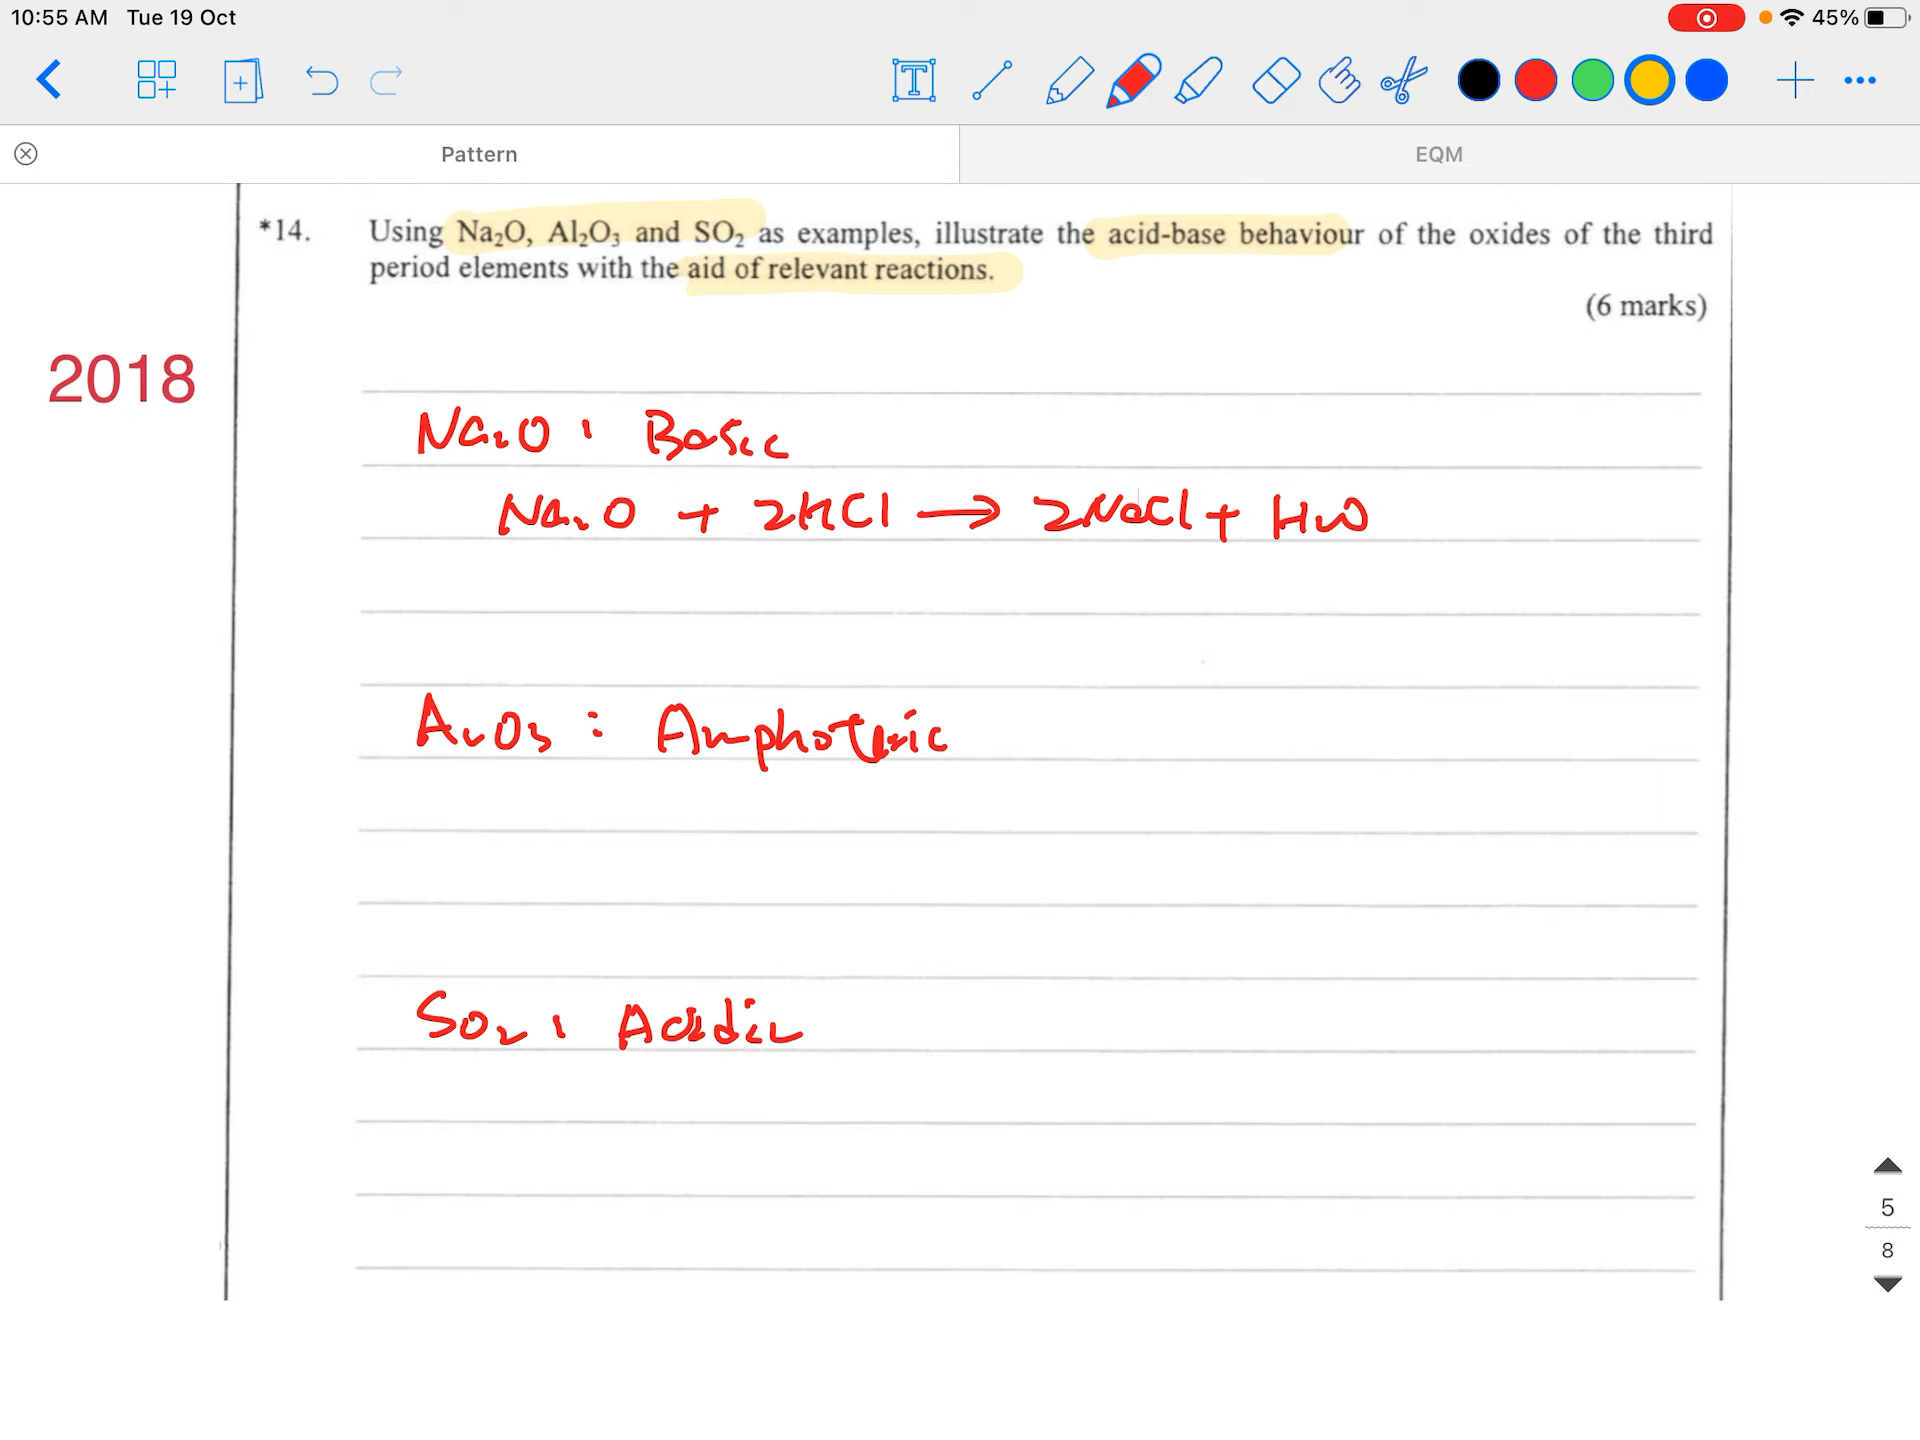 10:55 AM Tue 19 Oct
45%
T
Pattern
EQM
*14. Using Na₂O, Al₂O₃ and SO₂ as examples, illustrate the acid-base behaviour of the oxides of the third
period elements with the aid of relevant reactions.
(6 marks)
2018
Na₂O : Basic
Na₂O + 2HCl → 2NaCl + H₂O
Al₂O₃ : Amphoteric
SO₂ : Acidic
5
8